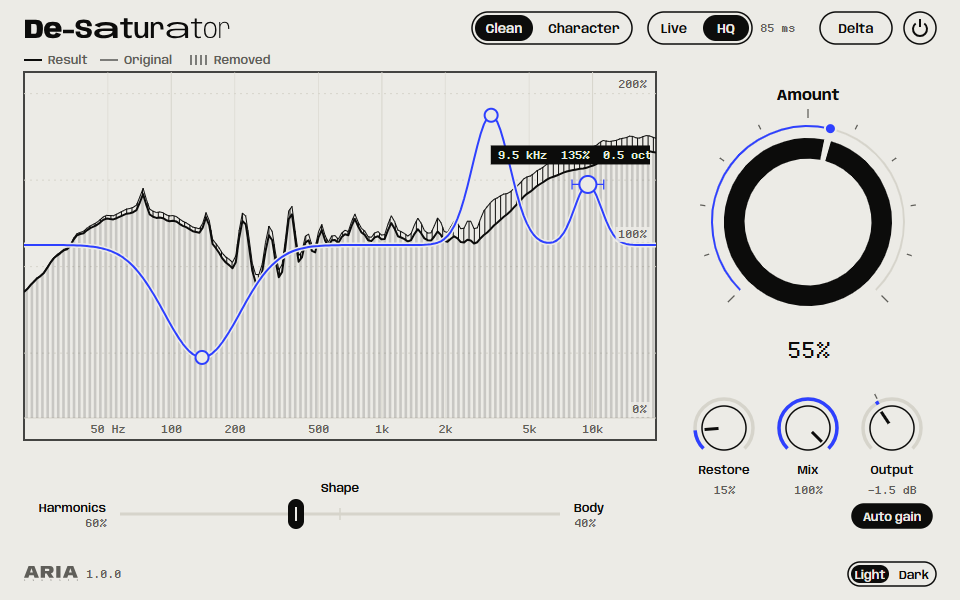 De-Saturator
Clean Character
Live HQ 85 ms
Delta
Result Original Removed
200%
9.5 kHz 135% 0.5 oct
100%
0%
50 Hz 100 200 500 1k 2k 5k 10k
Amount
55%
Restore Mix Output
15% 100% −1.5 dB
Auto gain
Shape
Harmonics Body
60% 40%
ARIA 1.0.0
Light Dark